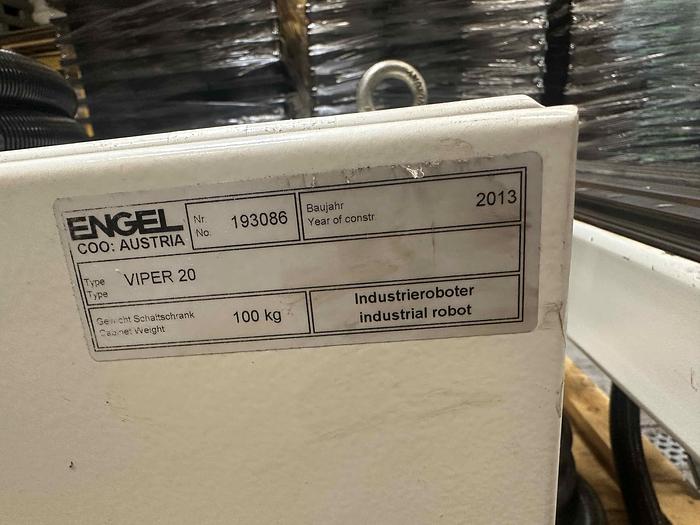 ENGEL
COO: AUSTRIA
Nr.
No.
193086
Baujahr
Year of constr
2013
Type
Type
VIPER 20
Gewicht Schaltschrank
Cabinet Weight
100 kg
Industrieroboter
industrial robot